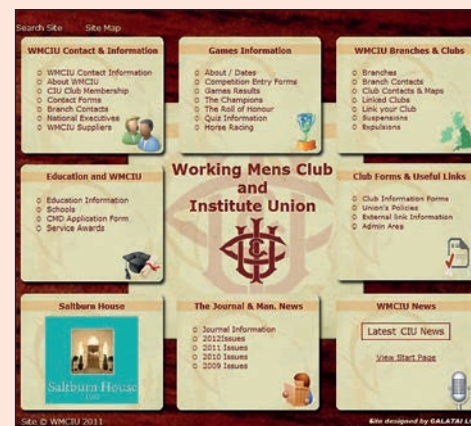 Search Site Site Map
WMCIU Contact & Information
WMCIU Contact Information
About WMCIU
CIU Club Membership
Contact Forms
Branch Contacts
National Executives
WMCIU Suppliers
Games Information
About / Dates
Competition Entry Forms
Games Results
The Champions
The Roll of Honour
Quiz Information
Horse Racing
WMCIU Branches & Clubs
Branches
Branch Contacts
Club Contacts & Maps
Linked Clubs
Link your Club
Suspensions
Expulsions
Education and WMCIU
Education Information
Schools
CMD Application Form
Service Awards
Working Mens Club
and
Institute Union
Club Forms & Useful Links
Club Information Forms
Union's Policies
External link Information
Admin Area
Saltburn House
Saltburn House
The Journal & Man. News
Journal Information
2012Issues
2011 Issues
2010 Issues
2009 Issues
WMCIU News
Latest CIU News
View Start Page
Site © WMCIU 2011
Site designed by GALATAI